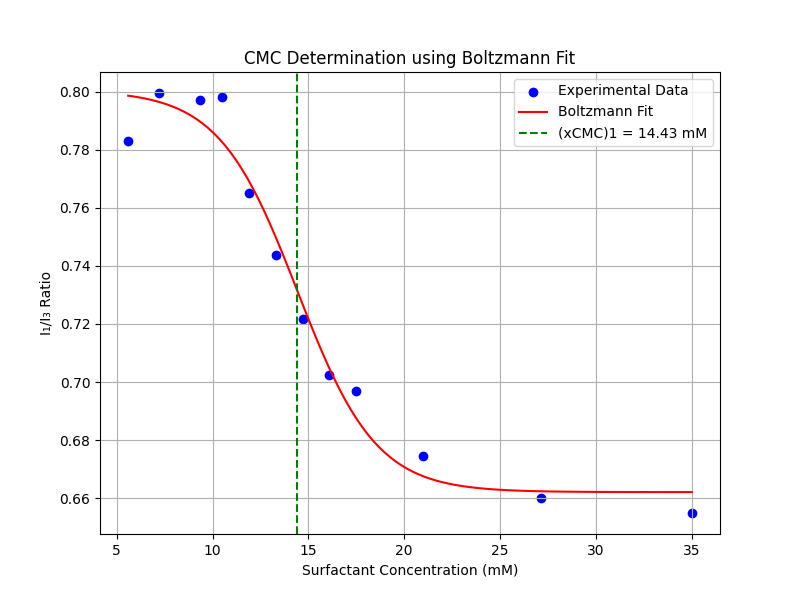 CMC Determination using Boltzmann Fit
Experimental Data
Boltzmann Fit
(xCMC)1 = 14.43 mM
I₁/I₃ Ratio
0.80
0.78
0.76
0.74
0.72
0.70
0.68
0.66
5 10 15 20 25 30 35
Surfactant Concentration (mM)